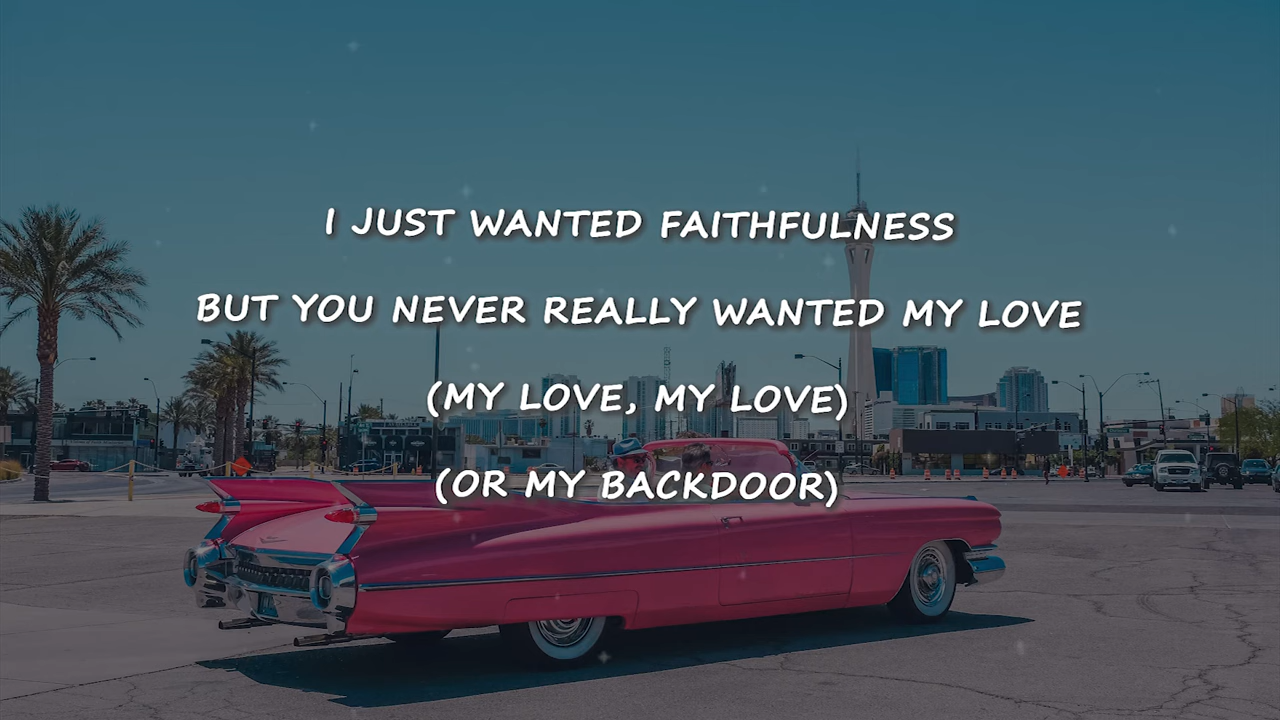 I JUST WANTED FAITHFULNESS
BUT YOU NEVER REALLY WANTED MY LOVE
(MY LOVE, MY LOVE)
(OR MY BACKDOOR)